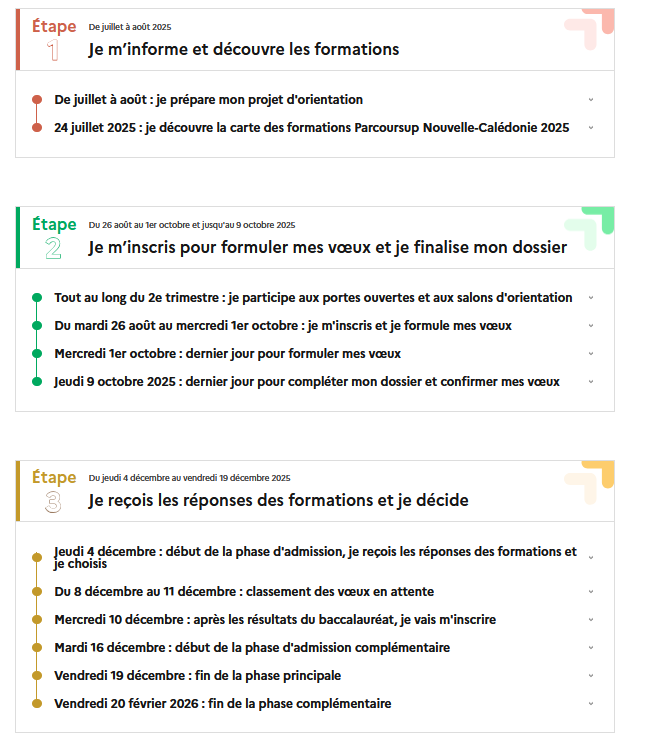 Étape
De juillet à août 2025
1
Je m'informe et découvre les formations
De juillet à août : je prépare mon projet d'orientation
24 juillet 2025 : je découvre la carte des formations Parcoursup Nouvelle-Calédonie 2025
Étape
Du 26 août au 1er octobre et jusqu'au 9 octobre 2025
2
Je m'inscris pour formuler mes vœux et je finalise mon dossier
Tout au long du 2e trimestre : je participe aux portes ouvertes et aux salons d'orientation
Du mardi 26 août au mercredi 1er octobre : je m'inscris et je formule mes vœux
Mercredi 1er octobre : dernier jour pour formuler mes vœux
Jeudi 9 octobre 2025 : dernier jour pour compléter mon dossier et confirmer mes vœux
Étape
Du jeudi 4 décembre au vendredi 19 décembre 2025
3
Je reçois les réponses des formations et je décide
Jeudi 4 décembre : début de la phase d'admission, je reçois les réponses des formations et
je choisis
Du 8 décembre au 11 décembre : classement des vœux en attente
Mercredi 10 décembre : après les résultats du baccalauréat, je vais m'inscrire
Mardi 16 décembre : début de la phase d'admission complémentaire
Vendredi 19 décembre : fin de la phase principale
Vendredi 20 février 2026 : fin de la phase complémentaire